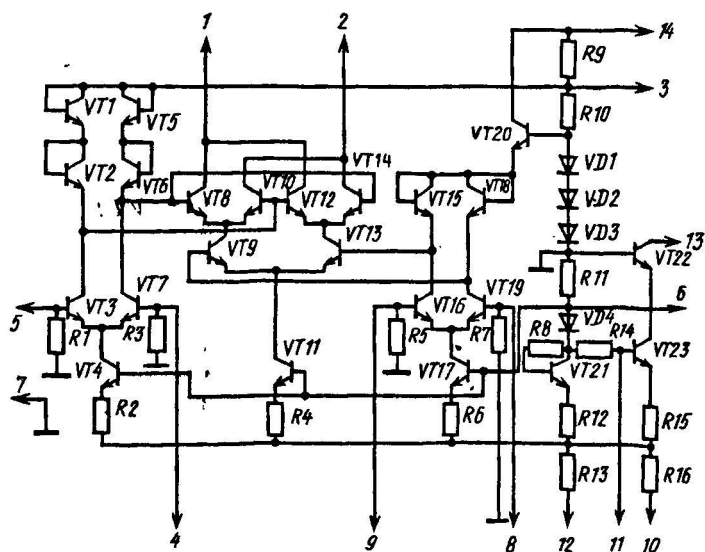 1 2
14
R9
3
VT1 VT5 R10
VT20
VT2 VT6 VT14 VD1
VT8 VT10 VT12 VT15 VT18
VD2
VT9 VT13 VD3 13
VT22
VT3 VT7 VT16 VT19 R11
5 6
R1 R3 R5 R7 R8 VD4 R14
VT4 VT11 VT17 VT21 VT23
7
R2 R4 R6 R12 R15
R13 R16
4 9 8 12 11 10